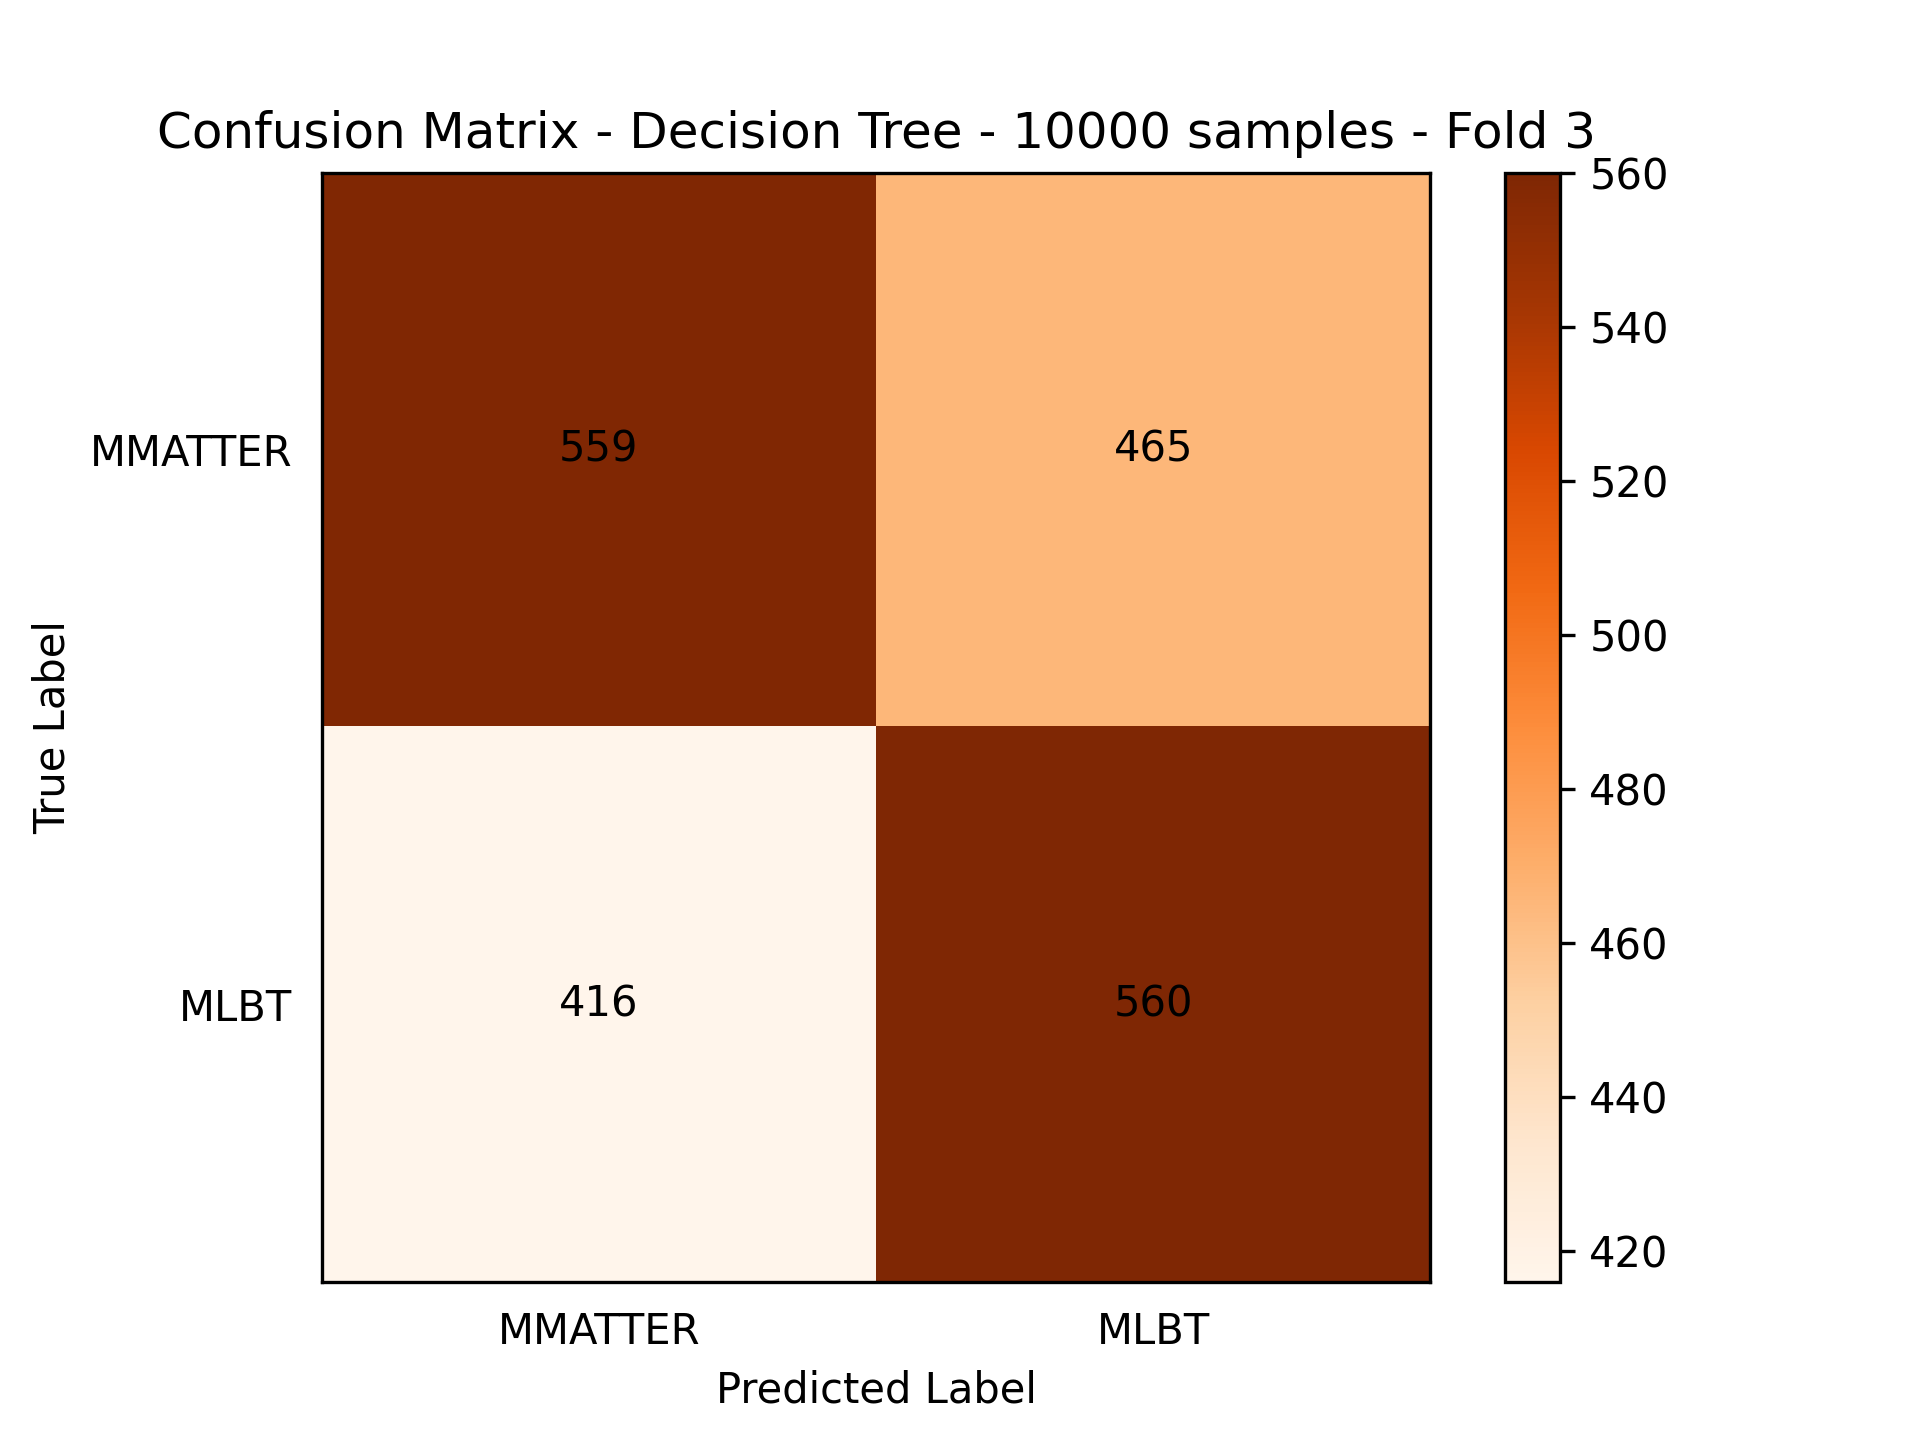 Confusion Matrix - Decision Tree - 10000 samples - Fold 3
560
540
520
500
480
460
440
420
True Label
MMATTER
559
465
MLBT
416
560
MMATTER
MLBT
Predicted Label